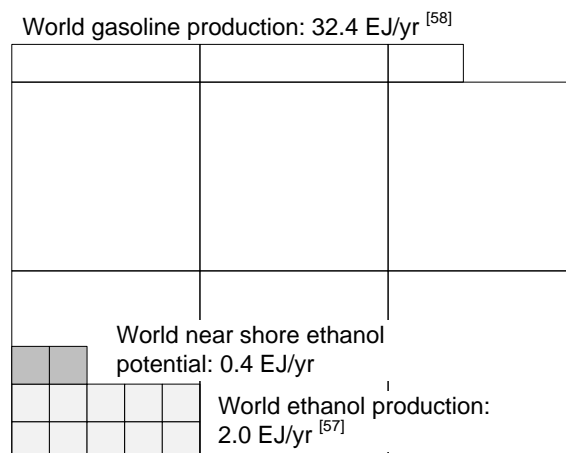 World gasoline production: 32.4 EJ/yr [58]
World near shore ethanol
potential: 0.4 EJ/yr
World ethanol production:
2.0 EJ/yr [57]